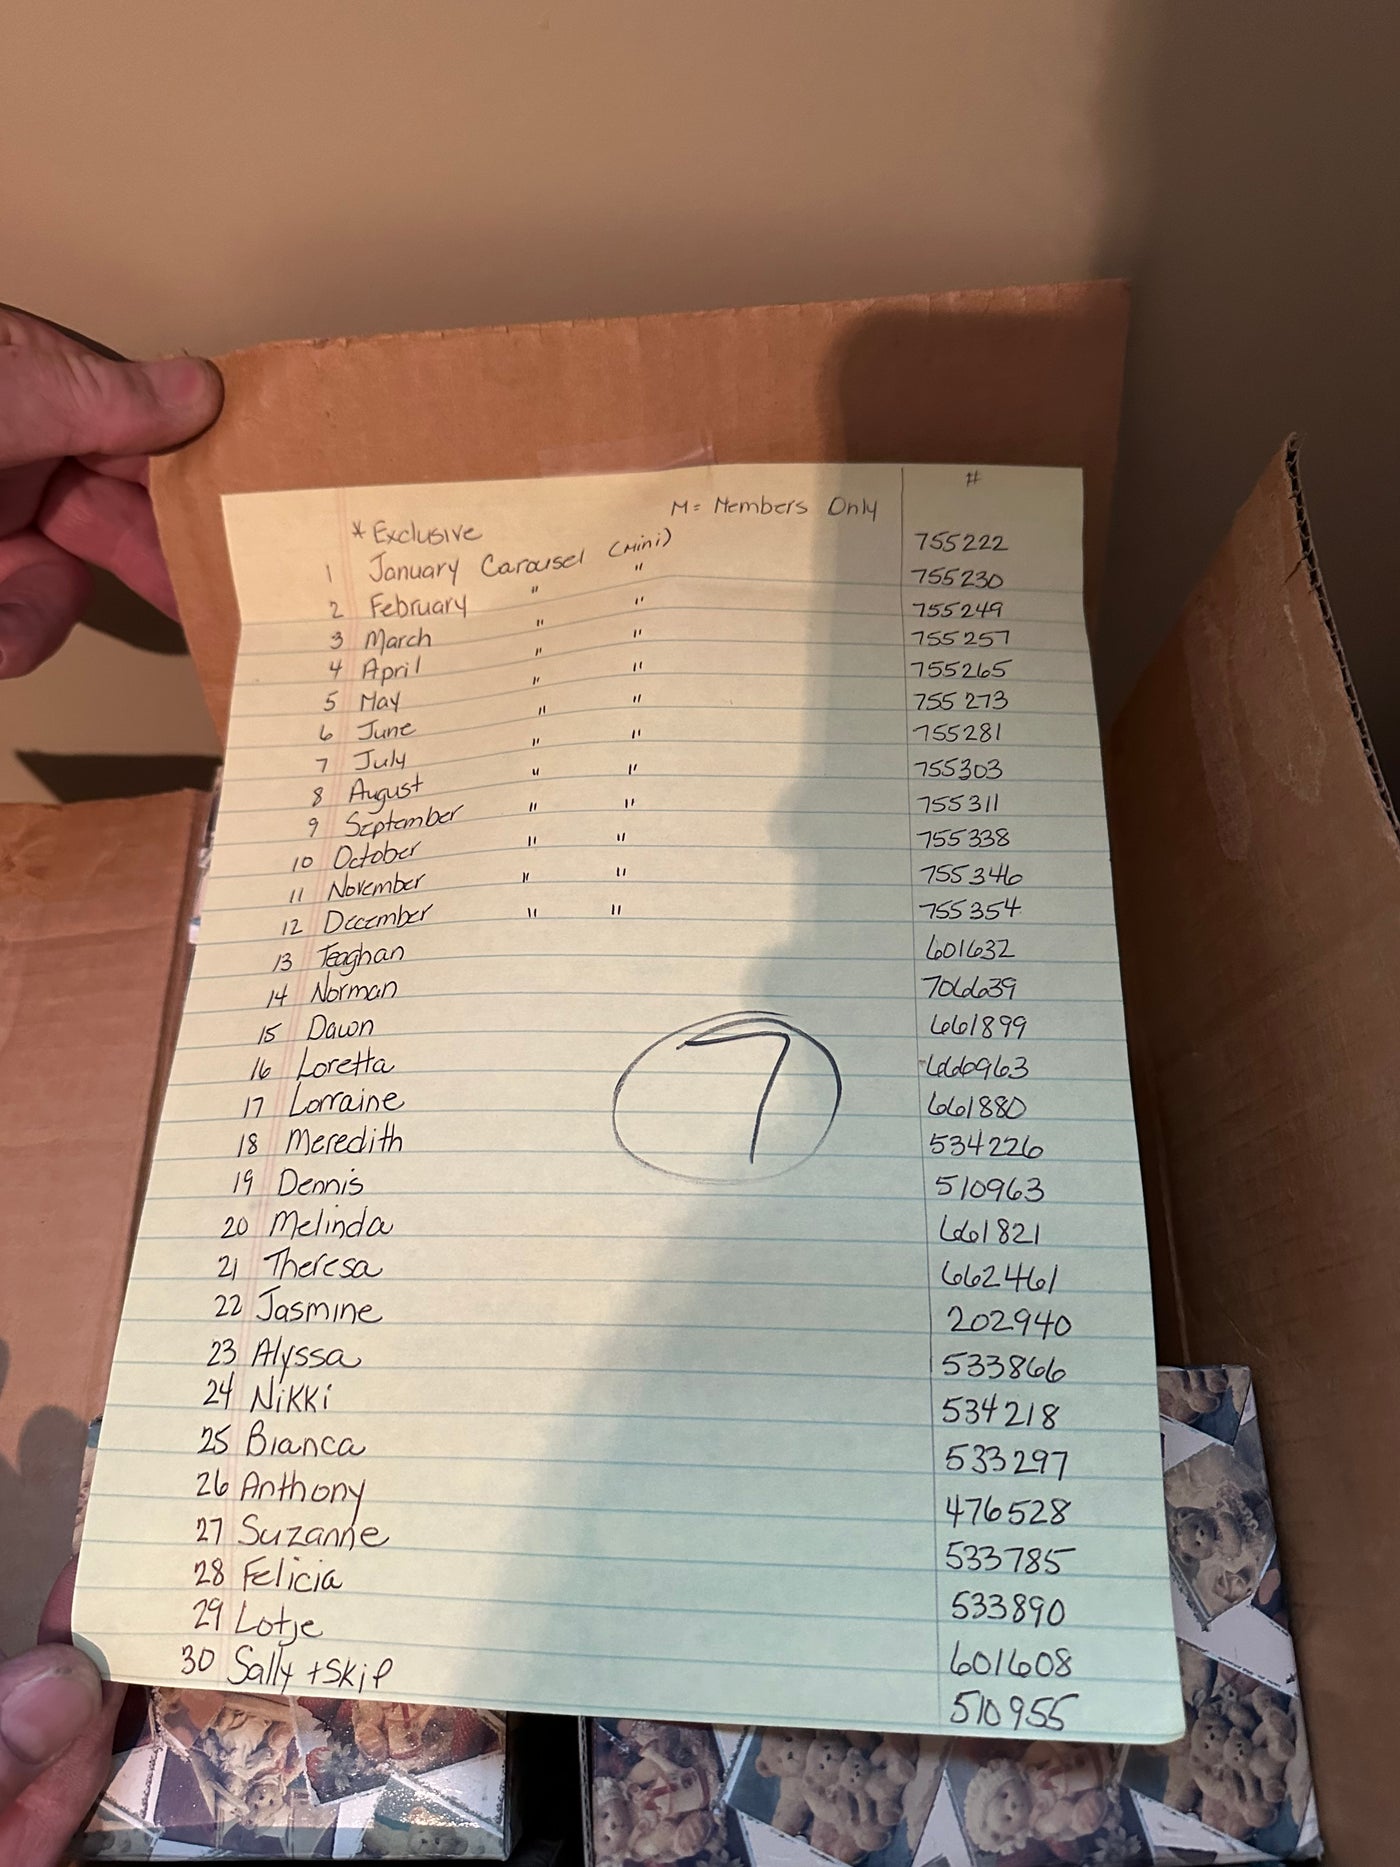 #
M = Members Only
*Exclusive
1 January Carousel (mini) 755222
2 February " " 755230
3 March " " 755249
4 April " " 755257
5 May " " 755265
6 June " " 755273
7 July " " 755281
8 August " " 755303
9 September " " 755311
10 October " " 755338
11 November " " 755346
12 December " " 755354
13 Teaghan 601632
14 Norman 706639
15 Dawn 661899
16 Loretta 660963
17 Lorraine 661880
18 Meredith 534226
19 Dennis 510963
20 Melinda 661821
21 Theresa 662461
22 Jasmine 202940
23 Alyssa 533866
24 Nikki 534218
25 Bianca 533297
26 Anthony 476528
27 Suzanne 533785
28 Felicia 533890
29 Lotje 601608
30 Sally + Skip 510955
7